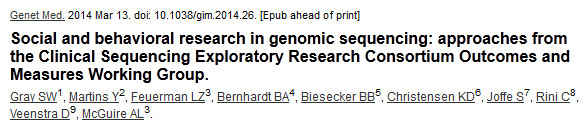 Genet Med. 2014 Mar 13. doi: 10.1038/gim.2014.26. [Epub ahead of print]
Social and behavioral research in genomic sequencing: approaches from
the Clinical Sequencing Exploratory Research Consortium Outcomes and
Measures Working Group.
Gray SW1, Martins Y2, Feuerman LZ3, Bernhardt BA4, Biesecker BB5, Christensen KD6, Joffe S7, Rini C8,
Veenstra D9, McGuire AL3.